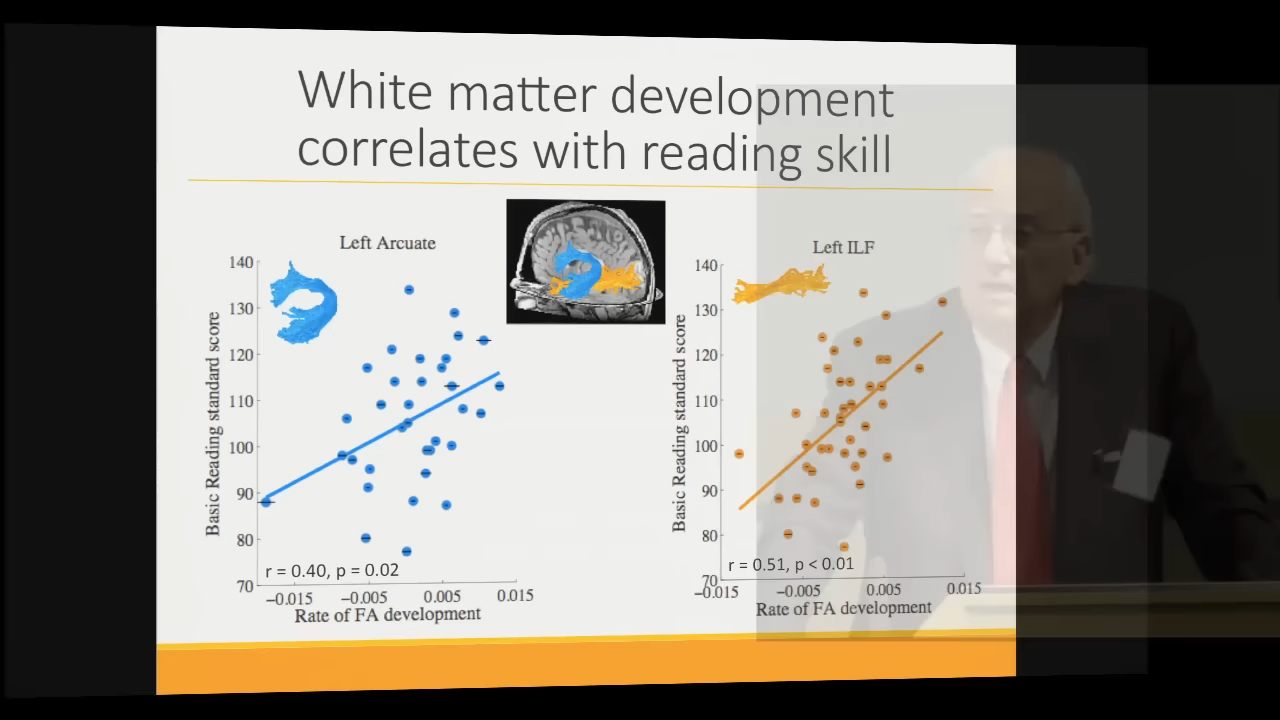 White matter development
correlates with reading skill
Left Arcuate
140
130
120
110
100
90
80
70
Basic Reading standard score
r = 0.40, p = 0.02
−0.015
−0.005
0.005
0.015
Rate of FA development
Left ILF
140
130
120
110
100
90
80
70
Basic Reading standard score
r = 0.51, p < 0.01
−0.015
−0.005
0.005
0.015
Rate of FA development